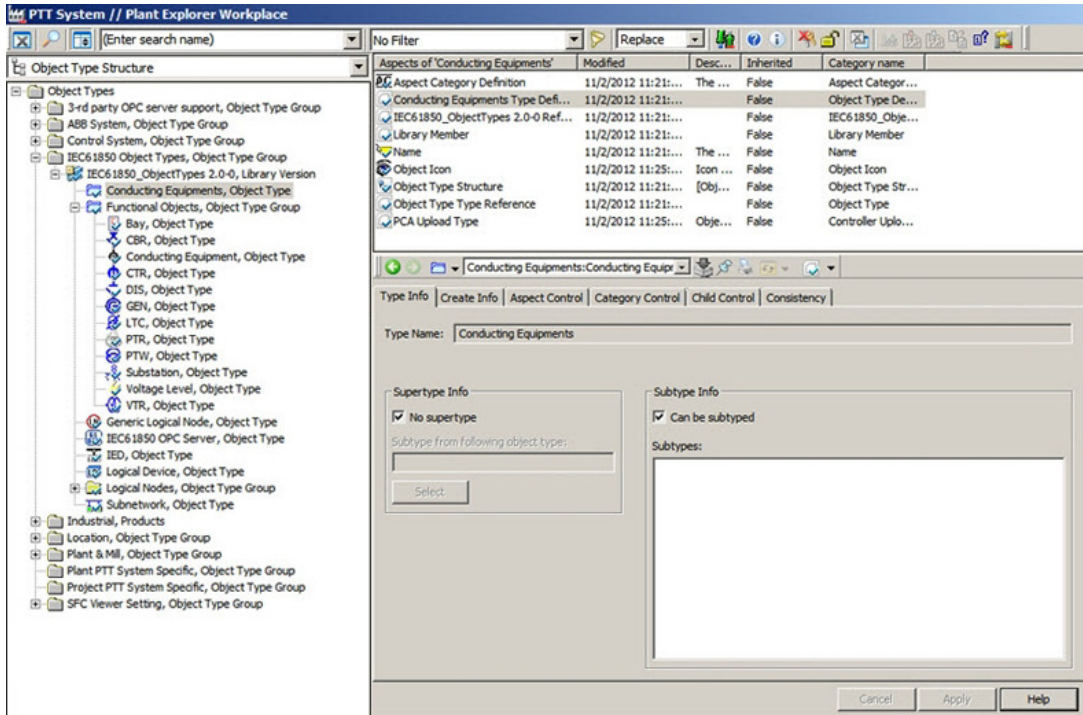 PTT System // Plant Explorer Workplace
(Enter search name)
No Filter
Replace
Object Type Structure
Object Types
3-rd party OPC server support, Object Type Group
ABB System, Object Type Group
Control System, Object Type Group
IEC61850 Object Types, Object Type Group
IEC61850_ObjectTypes 2.0-0, Library Version
Conducting Equipments, Object Type
Functional Objects, Object Type Group
Bay, Object Type
CBR, Object Type
Conducting Equipment, Object Type
CTR, Object Type
DIS, Object Type
GEN, Object Type
LTC, Object Type
PTR, Object Type
PTW, Object Type
Substation, Object Type
Voltage Level, Object Type
VTR, Object Type
Generic Logical Node, Object Type
IEC61850 OPC Server, Object Type
IED, Object Type
Logical Device, Object Type
Logical Nodes, Object Type Group
Subnetwork, Object Type
Industrial, Products
Location, Object Type Group
Plant & Mill, Object Type Group
Plant PTT System Specific, Object Type Group
Project PTT System Specific, Object Type Group
SFC Viewer Setting, Object Type Group
Aspects of 'Conducting Equipments' Modified Desc... Inherited Category name
Aspect Category Definition 11/2/2012 11:21:... The ... False Aspect Categor...
Conducting Equipments Type Defi... 11/2/2012 11:21:... False Object Type De...
IEC61850_ObjectTypes 2.0-0 Ref... 11/2/2012 11:21:... False IEC61850_Obje...
Library Member 11/2/2012 11:21:... False Library Member
Name 11/2/2012 11:21:... The ... False Name
Object Icon 11/2/2012 11:25:... Icon ... False Object Icon
Object Type Structure 11/2/2012 11:21:... [Obj... False Object Type Str...
Object Type Type Reference 11/2/2012 11:21:... False Object Type
PCA Upload Type 11/2/2012 11:25:... Obje... False Controller Uplo...
Conducting Equipments:Conducting Equipr
Type Info Create Info Aspect Control Category Control Child Control Consistency
Type Name: Conducting Equipments
Supertype Info
No supertype
Subtype from following object type:
Select
Subtype Info
Can be subtyped
Subtypes:
Cancel Apply Help